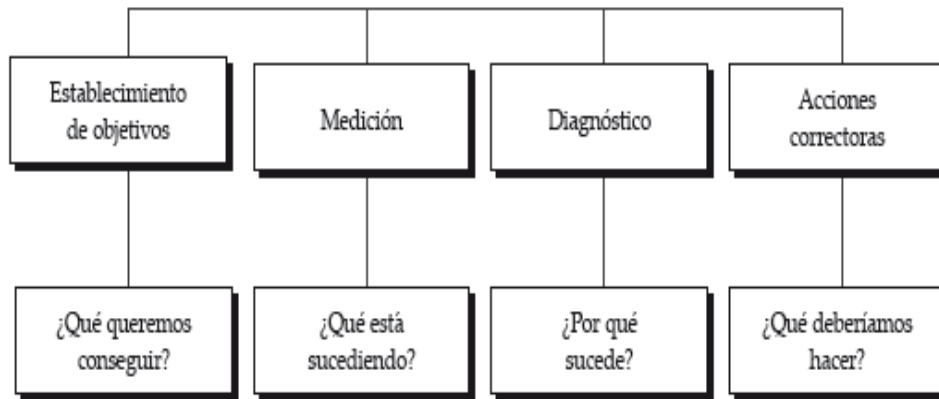 Establecimiento
de objetivos
Medición
Diagnóstico
Acciones
correctoras
¿Qué queremos
conseguir?
¿Qué está
sucediendo?
¿Por qué
sucede?
¿Qué deberíamos
hacer?